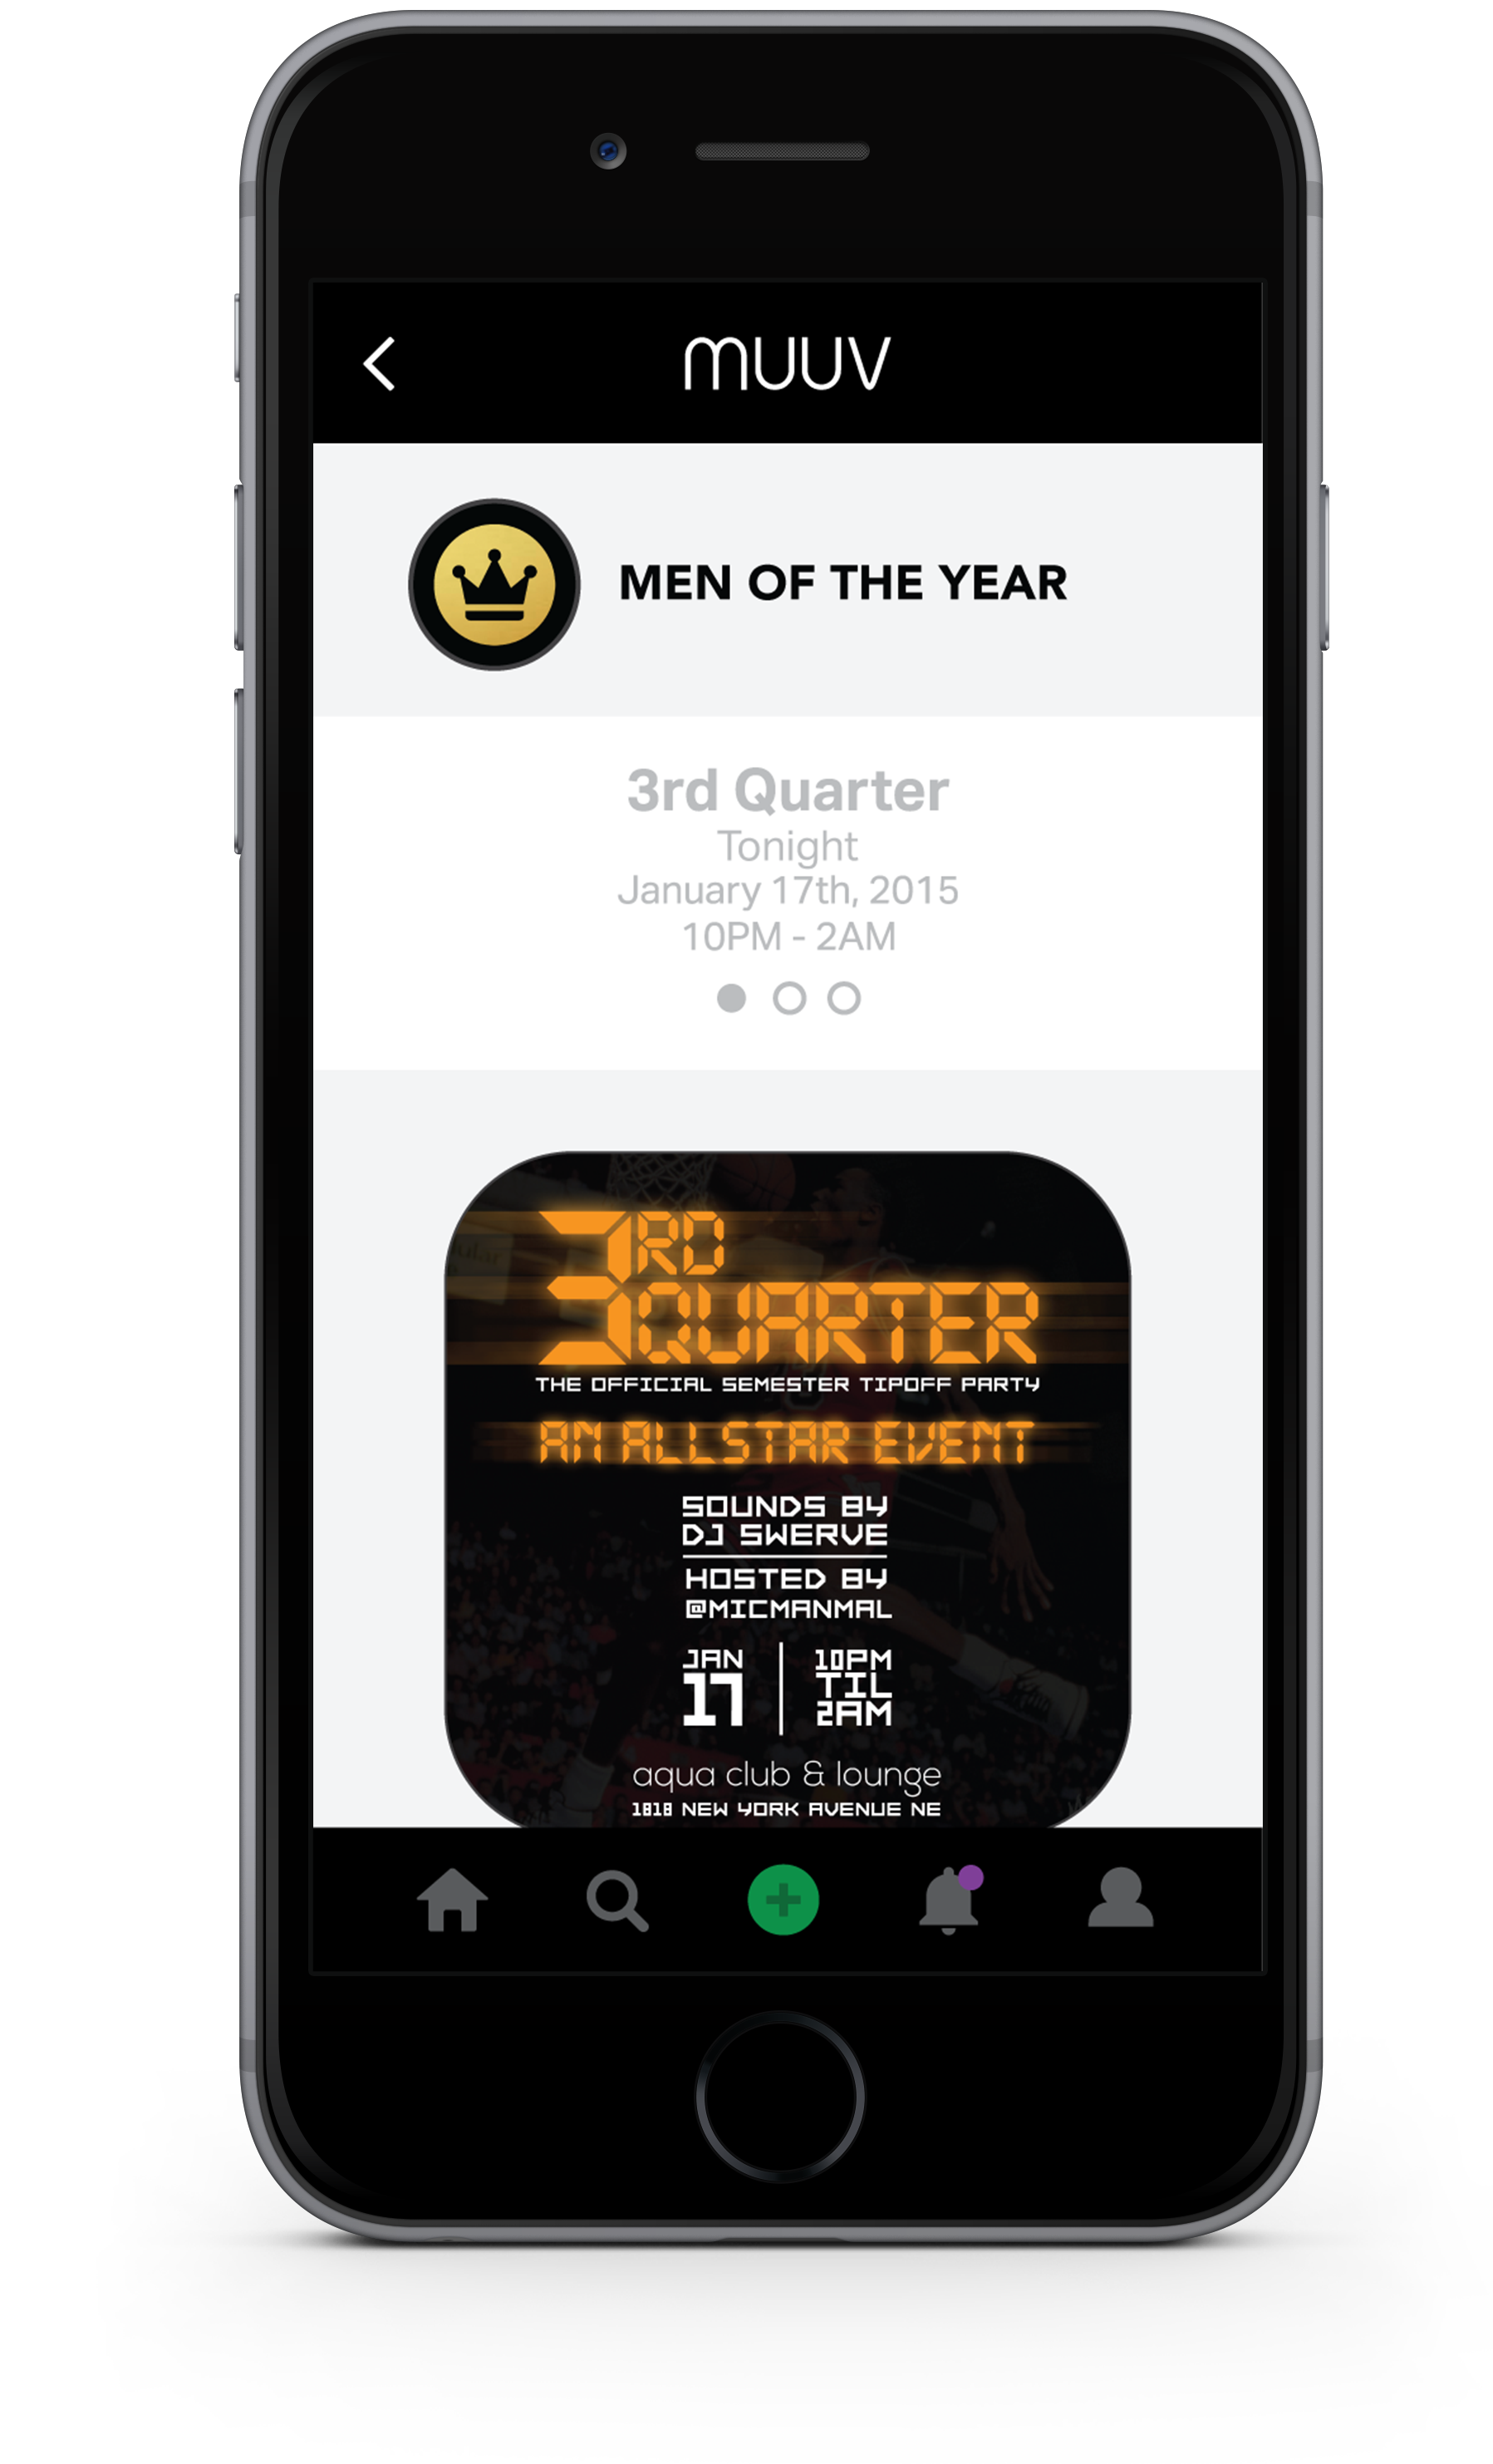 MUUV
MEN OF THE YEAR
3rd Quarter
Tonight
January 17th, 2015
10PM - 2AM
3RD
QUARTER
THE OFFICIAL SEMESTER TIPOFF PARTY
AN ALLSTAR EVENT
SOUNDS BY
DJ SWERVE
HOSTED BY
@MICMANMAL
JAN
17
10PM
TIL
2AM
aqua club & lounge
1818 NEW YORK AVENUE NE